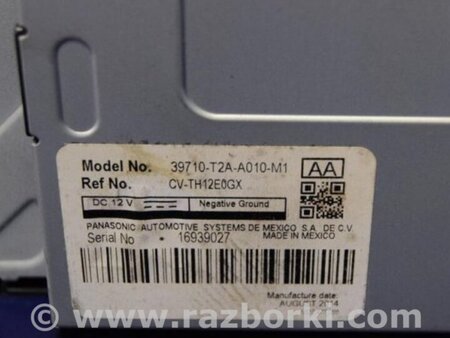 Model No. 39710-T2A-A010-M1 AA
Ref No. CV-TH12E0GX
DC 12 V Negative Ground
PANASONIC AUTOMOTIVE SYSTEMS DE MEXICO S.A. DE C.V.
Serial No • 16939027 MADE IN MEXICO
Manufacture date:
AUGUST 2014
© www.razborki.com